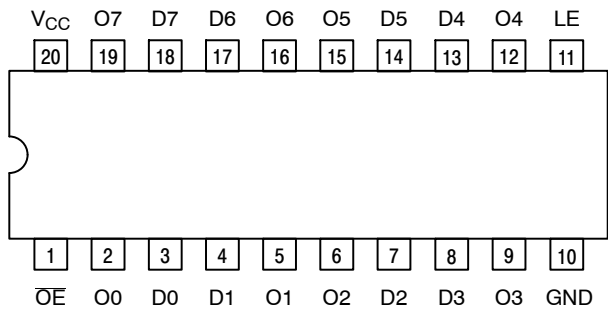 VCC O7 D7 D6 O6 O5 D5 D4 O4 LE
20 19 18 17 16 15 14 13 12 11
1 2 3 4 5 6 7 8 9 10
O̅E̅ O0 D0 D1 O1 O2 D2 D3 O3 GND